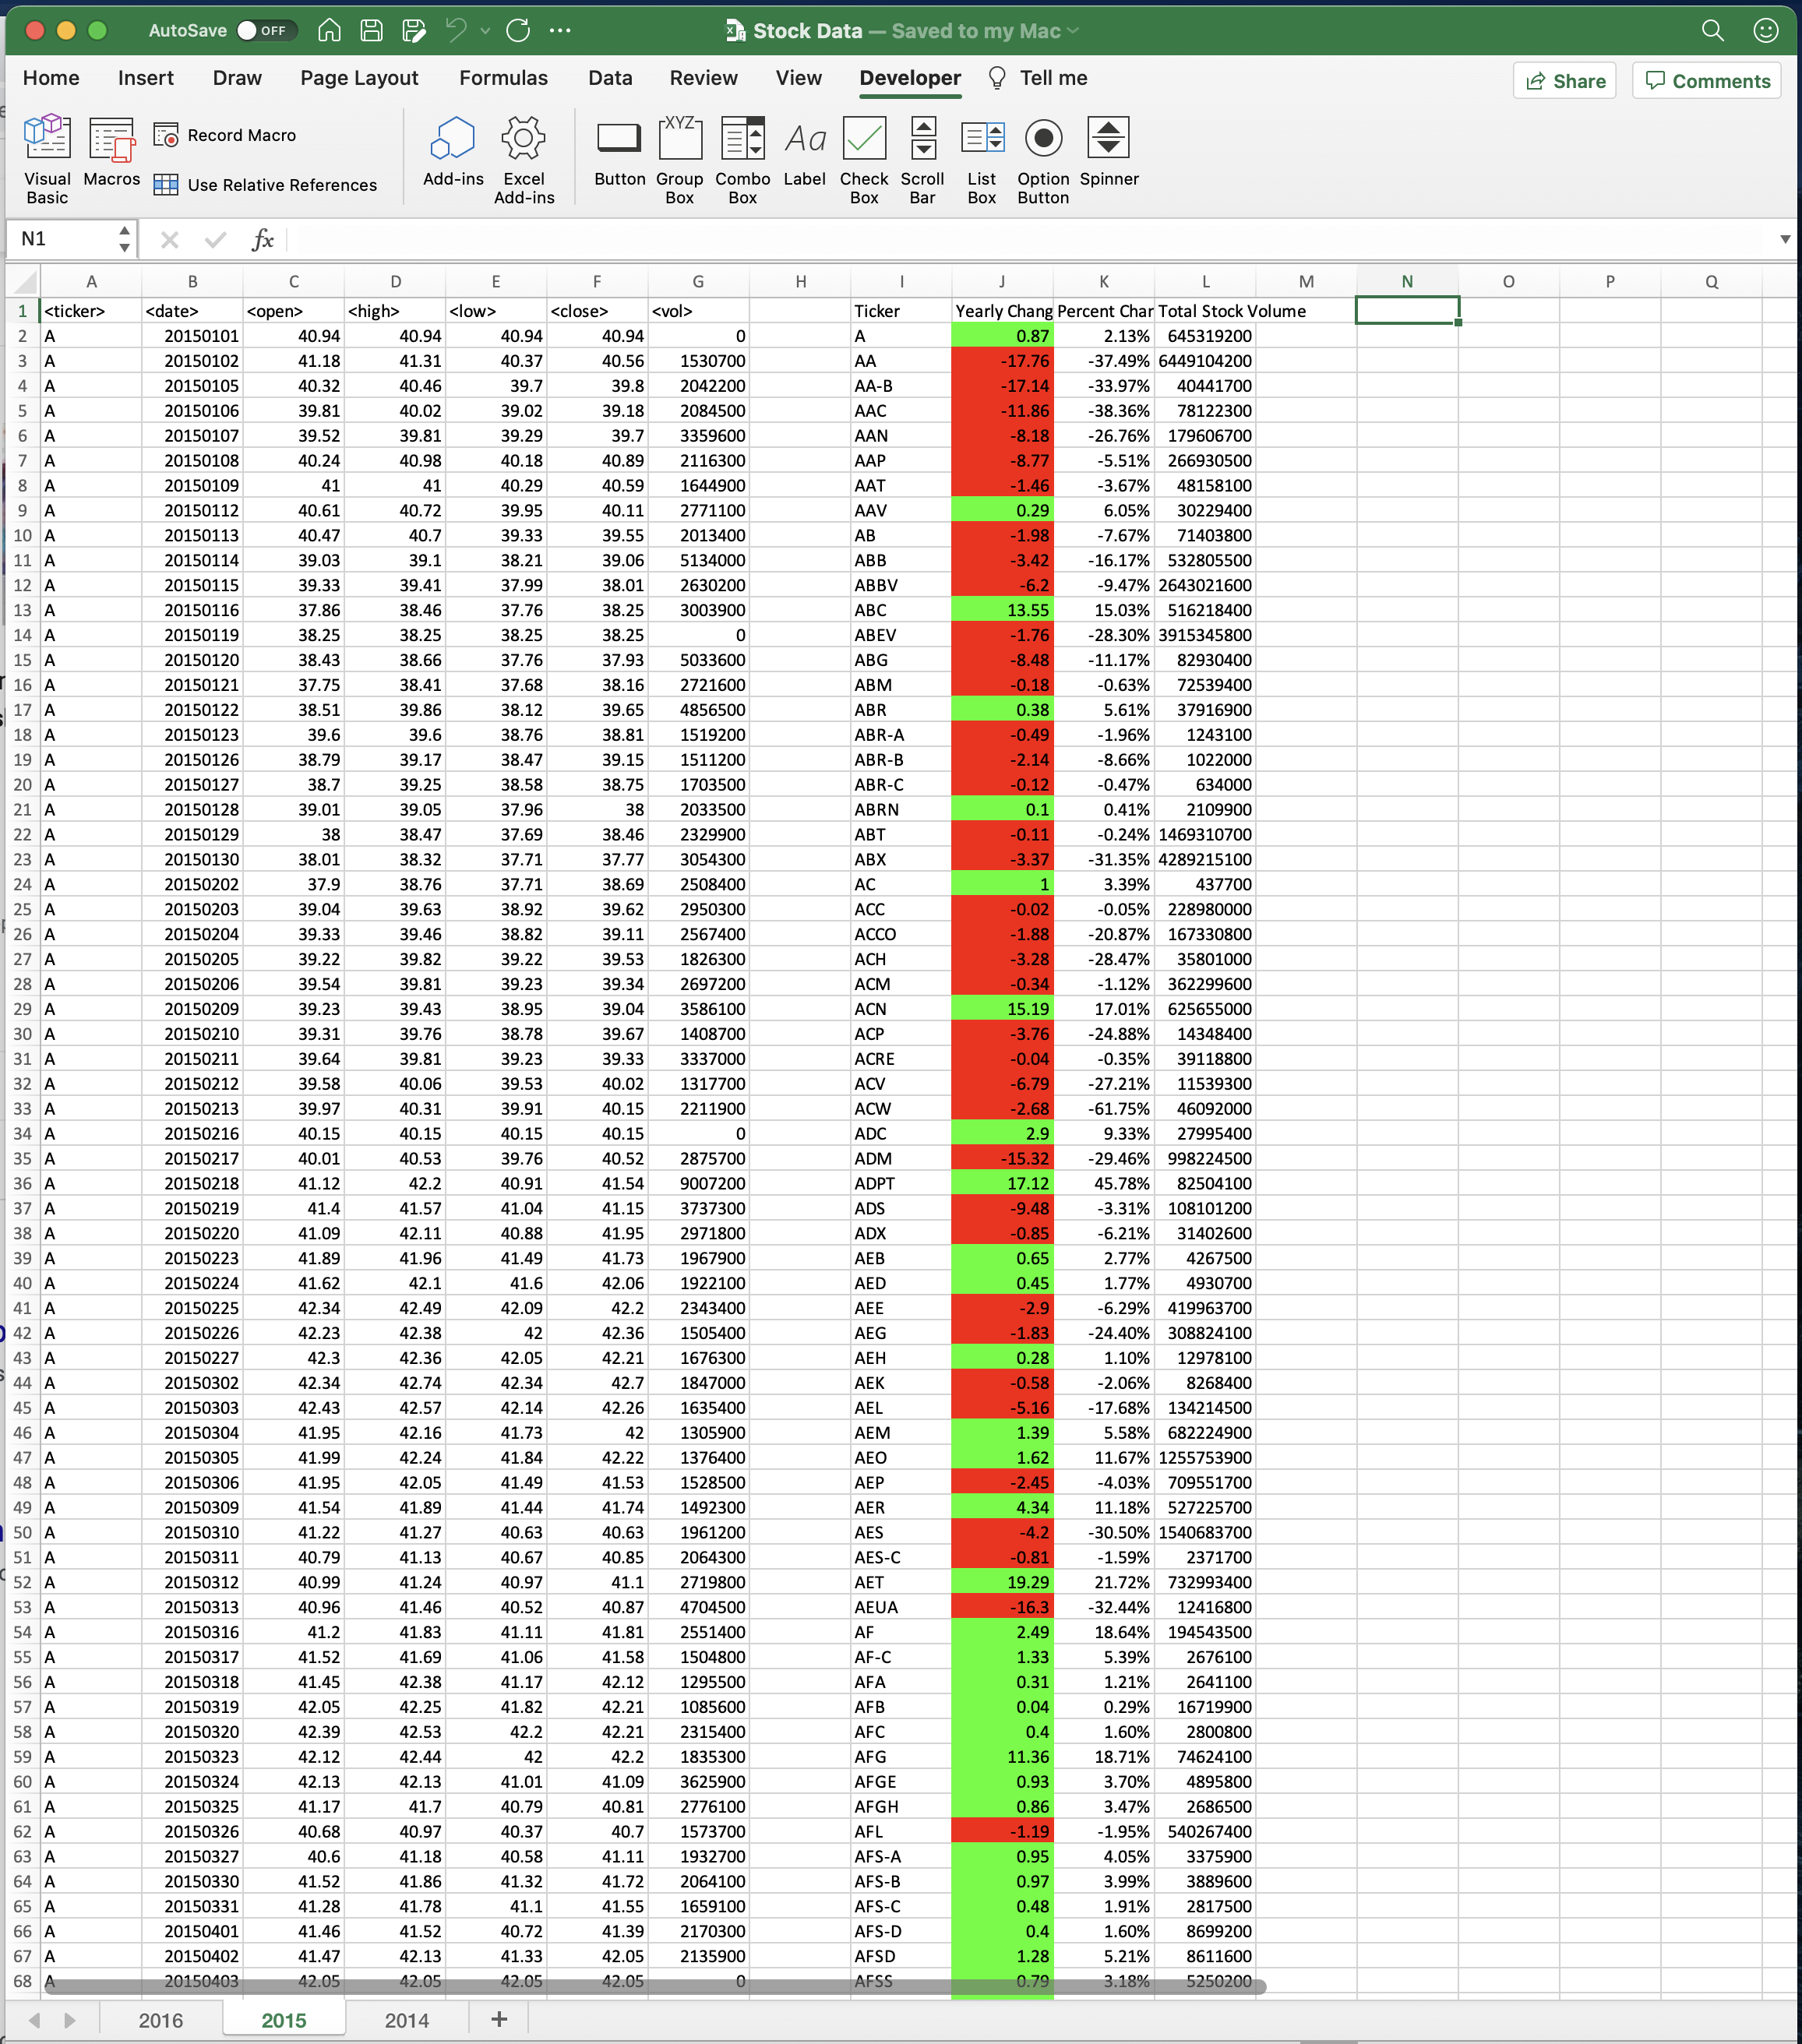 AutoSave OFF Stock Data — Saved to my Mac
Home Insert Draw Page Layout Formulas Data Review View Developer Tell me Share Comments
Visual Basic Macros Record Macro Use Relative References Add-ins Excel Add-ins Button Group Box Combo Box Label Check Box Scroll Bar List Box Option Button Spinner
N1 fx
A B C D E F G H I J K L M N O P Q
1 <ticker> <date> <open> <high> <low> <close> <vol> Ticker Yearly Chang Percent Char Total Stock Volume
2 A 20150101 40.94 40.94 40.94 40.94 0 A 0.87 2.13% 645319200
3 A 20150102 41.18 41.31 40.37 40.56 1530700 AA -17.76 -37.49% 6449104200
4 A 20150105 40.32 40.46 39.7 39.8 2042200 AA-B -17.14 -33.97% 40441700
5 A 20150106 39.81 40.02 39.02 39.18 2084500 AAC -11.86 -38.36% 78122300
6 A 20150107 39.52 39.81 39.29 39.7 3359600 AAN -8.18 -26.76% 179606700
7 A 20150108 40.24 40.98 40.18 40.89 2116300 AAP -8.77 -5.51% 266930500
8 A 20150109 41 41 40.29 40.59 1644900 AAT -1.46 -3.67% 48158100
9 A 20150112 40.61 40.72 39.95 40.11 2771100 AAV 0.29 6.05% 30229400
10 A 20150113 40.47 40.7 39.33 39.55 2013400 AB -1.98 -7.67% 71403800
11 A 20150114 39.03 39.1 38.21 39.06 5134000 ABB -3.42 -16.17% 532805500
12 A 20150115 39.33 39.41 37.99 38.01 2630200 ABBV -6.2 -9.47% 2643021600
13 A 20150116 37.86 38.46 37.76 38.25 3003900 ABC 13.55 15.03% 516218400
14 A 20150119 38.25 38.25 38.25 38.25 0 ABEV -1.76 -28.30% 3915345800
15 A 20150120 38.43 38.66 37.76 37.93 5033600 ABG -8.48 -11.17% 82930400
16 A 20150121 37.75 38.41 37.68 38.16 2721600 ABM -0.18 -0.63% 72539400
17 A 20150122 38.51 39.86 38.12 39.65 4856500 ABR 0.38 5.61% 37916900
18 A 20150123 39.6 39.6 38.76 38.81 1519200 ABR-A -0.49 -1.96% 1243100
19 A 20150126 38.79 39.17 38.47 39.15 1511200 ABR-B -2.14 -8.66% 1022000
20 A 20150127 38.7 39.25 38.58 38.75 1703500 ABR-C -0.12 -0.47% 634000
21 A 20150128 39.01 39.05 37.96 38 2033500 ABRN 0.1 0.41% 2109900
22 A 20150129 38 38.47 37.69 38.46 2329900 ABT -0.11 -0.24% 1469310700
23 A 20150130 38.01 38.32 37.71 37.77 3054300 ABX -3.37 -31.35% 4289215100
24 A 20150202 37.9 38.76 37.71 38.69 2508400 AC 1 3.39% 437700
25 A 20150203 39.04 39.63 38.92 39.62 2950300 ACC -0.02 -0.05% 228980000
26 A 20150204 39.33 39.46 38.82 39.11 2567400 ACCO -1.88 -20.87% 167330800
27 A 20150205 39.22 39.82 39.22 39.53 1826300 ACH -3.28 -28.47% 35801000
28 A 20150206 39.54 39.81 39.23 39.34 2697200 ACM -0.34 -1.12% 362299600
29 A 20150209 39.23 39.43 38.95 39.04 3586100 ACN 15.19 17.01% 625655000
30 A 20150210 39.31 39.76 38.78 39.67 1408700 ACP -3.76 -24.88% 14348400
31 A 20150211 39.64 39.81 39.23 39.33 3337000 ACRE -0.04 -0.35% 39118800
32 A 20150212 39.58 40.06 39.53 40.02 1317700 ACV -6.79 -27.21% 11539300
33 A 20150213 39.97 40.31 39.91 40.15 2211900 ACW -2.68 -61.75% 46092000
34 A 20150216 40.15 40.15 40.15 40.15 0 ADC 2.9 9.33% 27995400
35 A 20150217 40.01 40.53 39.76 40.52 2875700 ADM -15.32 -29.46% 998224500
36 A 20150218 41.12 42.2 40.91 41.54 9007200 ADPT 17.12 45.78% 82504100
37 A 20150219 41.4 41.57 41.04 41.15 3737300 ADS -9.48 -3.31% 108101200
38 A 20150220 41.09 42.11 40.88 41.95 2971800 ADX -0.85 -6.21% 31402600
39 A 20150223 41.89 41.96 41.49 41.73 1967900 AEB 0.65 2.77% 4267500
40 A 20150224 41.62 42.1 41.6 42.06 1922100 AED 0.45 1.77% 4930700
41 A 20150225 42.34 42.49 42.09 42.2 2343400 AEE -2.9 -6.29% 419963700
42 A 20150226 42.23 42.38 42 42.36 1505400 AEG -1.83 -24.40% 308824100
43 A 20150227 42.3 42.36 42.05 42.21 1676300 AEH 0.28 1.10% 12978100
44 A 20150302 42.34 42.74 42.34 42.7 1847000 AEK -0.58 -2.06% 8268400
45 A 20150303 42.43 42.57 42.14 42.26 1635400 AEL -5.16 -17.68% 134214500
46 A 20150304 41.95 42.16 41.73 42 1305900 AEM 1.39 5.58% 682224900
47 A 20150305 41.99 42.24 41.84 42.22 1376400 AEO 1.62 11.67% 1255753900
48 A 20150306 41.95 42.05 41.49 41.53 1528500 AEP -2.45 -4.03% 709551700
49 A 20150309 41.54 41.89 41.44 41.74 1492300 AER 4.34 11.18% 527225700
50 A 20150310 41.22 41.27 40.63 40.63 1961200 AES -4.2 -30.50% 1540683700
51 A 20150311 40.79 41.13 40.67 40.85 2064300 AES-C -0.81 -1.59% 2371700
52 A 20150312 40.99 41.24 40.97 41.1 2719800 AET 19.29 21.72% 732993400
53 A 20150313 40.96 41.46 40.52 40.87 4704500 AEUA -16.3 -32.44% 12416800
54 A 20150316 41.2 41.83 41.11 41.81 2551400 AF 2.49 18.64% 194543500
55 A 20150317 41.52 41.69 41.06 41.58 1504800 AF-C 1.33 5.39% 2676100
56 A 20150318 41.45 42.38 41.17 42.12 1295500 AFA 0.31 1.21% 2641100
57 A 20150319 42.05 42.25 41.82 42.21 1085600 AFB 0.04 0.29% 16719900
58 A 20150320 42.39 42.53 42.2 42.21 2315400 AFC 0.4 1.60% 2800800
59 A 20150323 42.12 42.44 42 42.2 1835300 AFG 11.36 18.71% 74624100
60 A 20150324 42.13 42.13 41.01 41.09 3625900 AFGE 0.93 3.70% 4895800
61 A 20150325 41.17 41.7 40.79 40.81 2776100 AFGH 0.86 3.47% 2686500
62 A 20150326 40.68 40.97 40.37 40.7 1573700 AFL -1.19 -1.95% 540267400
63 A 20150327 40.6 41.18 40.58 41.11 1932700 AFS-A 0.95 4.05% 3375900
64 A 20150330 41.52 41.86 41.32 41.72 2064100 AFS-B 0.97 3.99% 3889600
65 A 20150331 41.28 41.78 41.1 41.55 1659100 AFS-C 0.48 1.91% 2817500
66 A 20150401 41.46 41.52 40.72 41.39 2170300 AFS-D 0.4 1.60% 8699200
67 A 20150402 41.47 42.13 41.33 42.05 2135900 AFSD 1.28 5.21% 8611600
68 A 20150403 42.05 42.05 42.05 42.05 0 AFSS 0.79 3.18% 5250200
2016 2015 2014 +